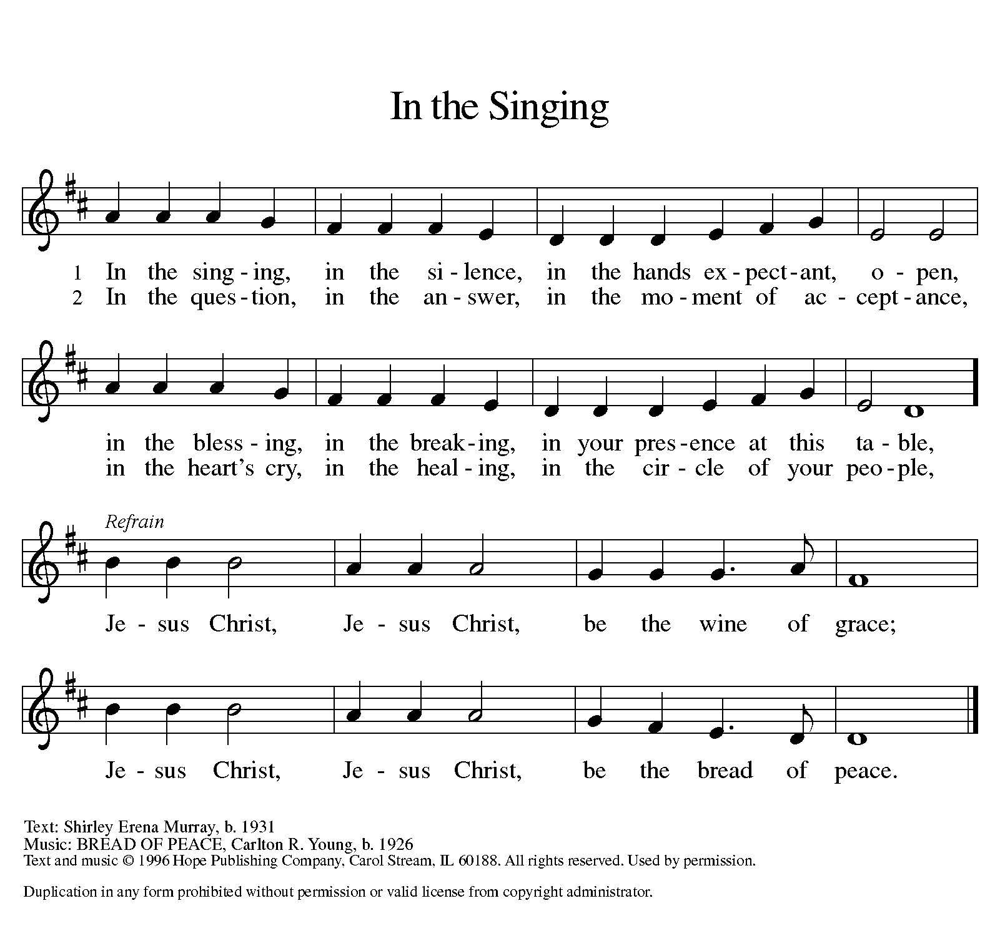 In the Singing
1 In the sing - ing, in the si - lence, in the hands ex - pect - ant, o - pen,
2 In the ques - tion, in the an - swer, in the mo - ment of ac - cept - ance,
in the bless - ing, in the break - ing, in your pres - ence at this ta - ble,
in the heart's cry, in the heal - ing, in the cir - cle of your peo - ple,
Refrain
Je - sus Christ, Je - sus Christ, be the wine of grace;
Je - sus Christ, Je - sus Christ, be the bread of peace.
Text: Shirley Erena Murray, b. 1931
Music: BREAD OF PEACE, Carlton R. Young, b. 1926
Text and music © 1996 Hope Publishing Company, Carol Stream, IL 60188. All rights reserved. Used by permission.
Duplication in any form prohibited without permission or valid license from copyright administrator.